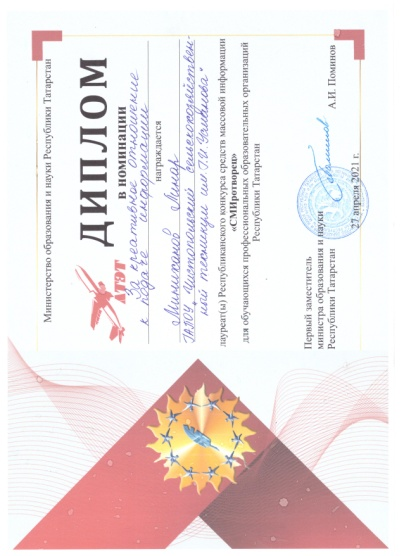 Министерство образования и науки Республики Татарстан
АТЭТ
ДИПЛОМ
в номинации
За креативное отношение
к подаче информации
награждается
Миниханов Линар
ГАПОУ „Чистопольский сельскохозяйствен-
ный техникум им Г.И. Усманова"
лауреат(ы) Республиканского конкурса средств массовой информации
«СМИротворец»
для обучающихся профессиональных образовательных организаций
Республики Татарстан
Первый заместитель
министра образования и науки
Республики Татарстан
А.И. Поминов
27 апреля 2021 г.